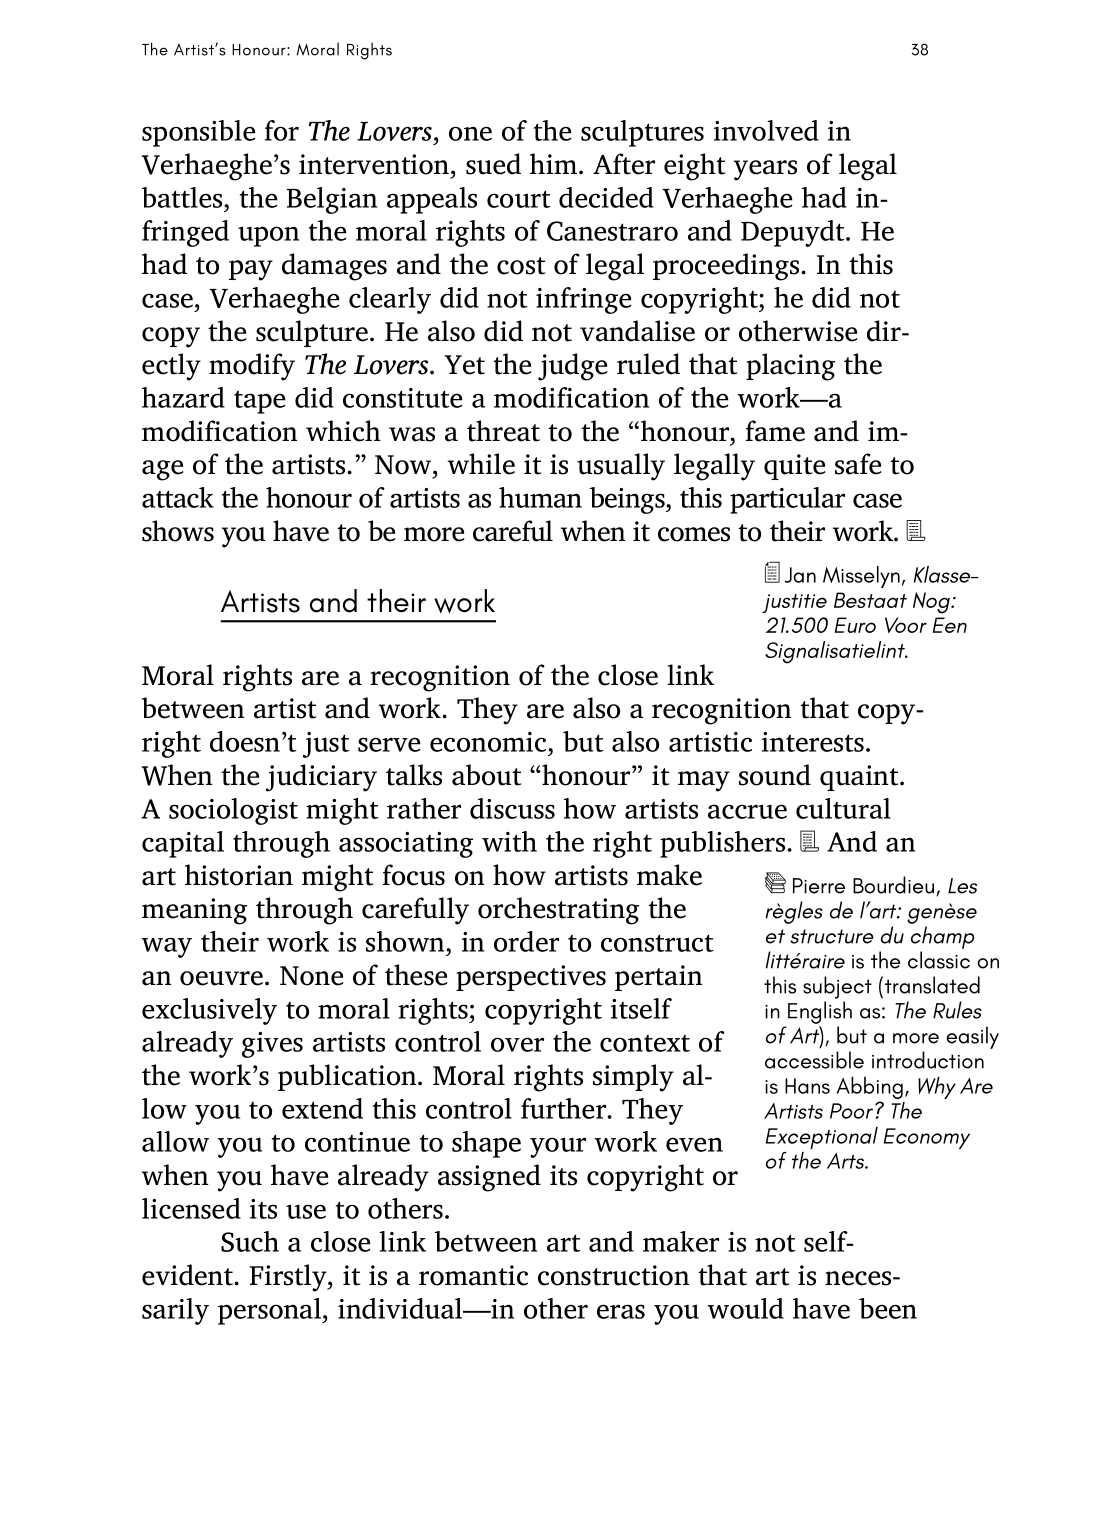 The Artist’s Honour: Moral Rights
38
sponsible for The Lovers, one of the sculptures involved in
Verhaeghe’s intervention, sued him. After eight years of legal
battles, the Belgian appeals court decided Verhaeghe had in-
fringed upon the moral rights of Canestraro and Depuydt. He
had to pay damages and the cost of legal proceedings. In this
case, Verhaeghe clearly did not infringe copyright; he did not
copy the sculpture. He also did not vandalise or otherwise dir-
ectly modify The Lovers. Yet the judge ruled that placing the
hazard tape did constitute a modification of the work—a
modification which was a threat to the “honour, fame and im-
age of the artists.” Now, while it is usually legally quite safe to
attack the honour of artists as human beings, this particular case
shows you have to be more careful when it comes to their work.
Jan Misselyn, Klasse-
justitie Bestaat Nog:
21.500 Euro Voor Een
Signalisatielint.
Artists and their work
Moral rights are a recognition of the close link
between artist and work. They are also a recognition that copy-
right doesn’t just serve economic, but also artistic interests.
When the judiciary talks about “honour” it may sound quaint.
A sociologist might rather discuss how artists accrue cultural
capital through associating with the right publishers. And an
art historian might focus on how artists make
meaning through carefully orchestrating the
way their work is shown, in order to construct
an oeuvre. None of these perspectives pertain
exclusively to moral rights; copyright itself
already gives artists control over the context of
the work’s publication. Moral rights simply al-
low you to extend this control further. They
allow you to continue to shape your work even
when you have already assigned its copyright or
licensed its use to others.
Pierre Bourdieu, Les
règles de l’art: genèse
et structure du champ
littéraire is the classic on
this subject (translated
in English as: The Rules
of Art), but a more easily
accessible introduction
is Hans Abbing, Why Are
Artists Poor? The
Exceptional Economy
of the Arts.
Such a close link between art and maker is not self-
evident. Firstly, it is a romantic construction that art is neces-
sarily personal, individual—in other eras you would have been